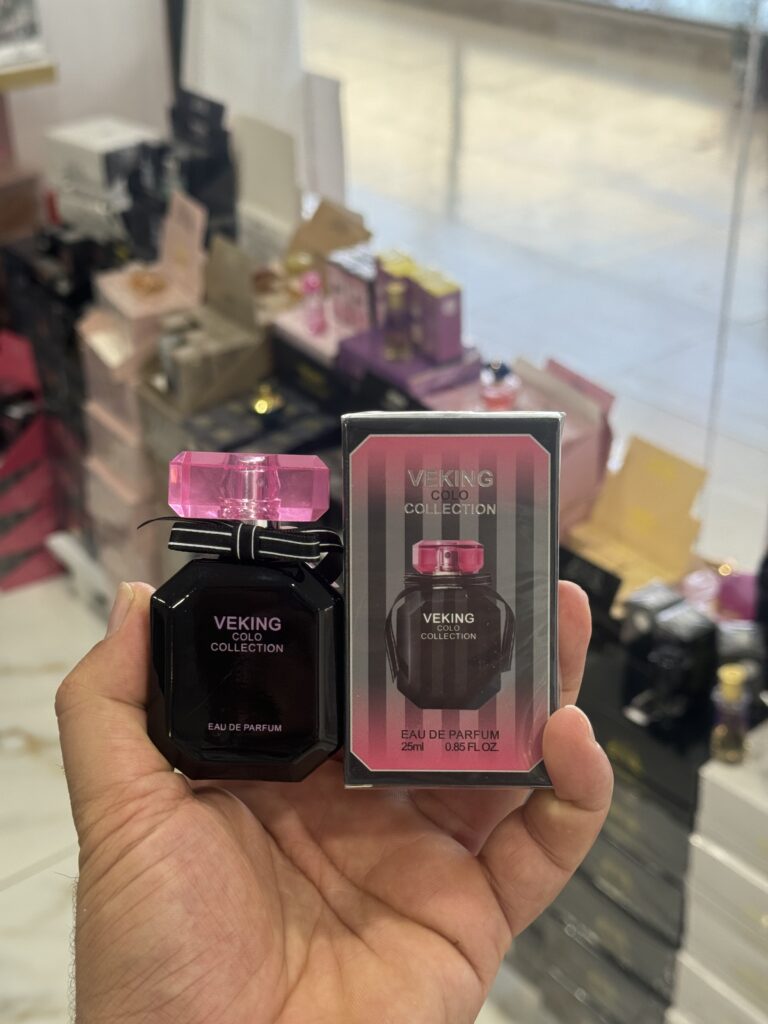 VEKING
COLO
COLLECTION
EAU DE PARFUM
VEKING
COLO
COLLECTION
VEKING
COLO
COLLECTION
EAU DE PARFUM
25ml 0.85 FL OZ.